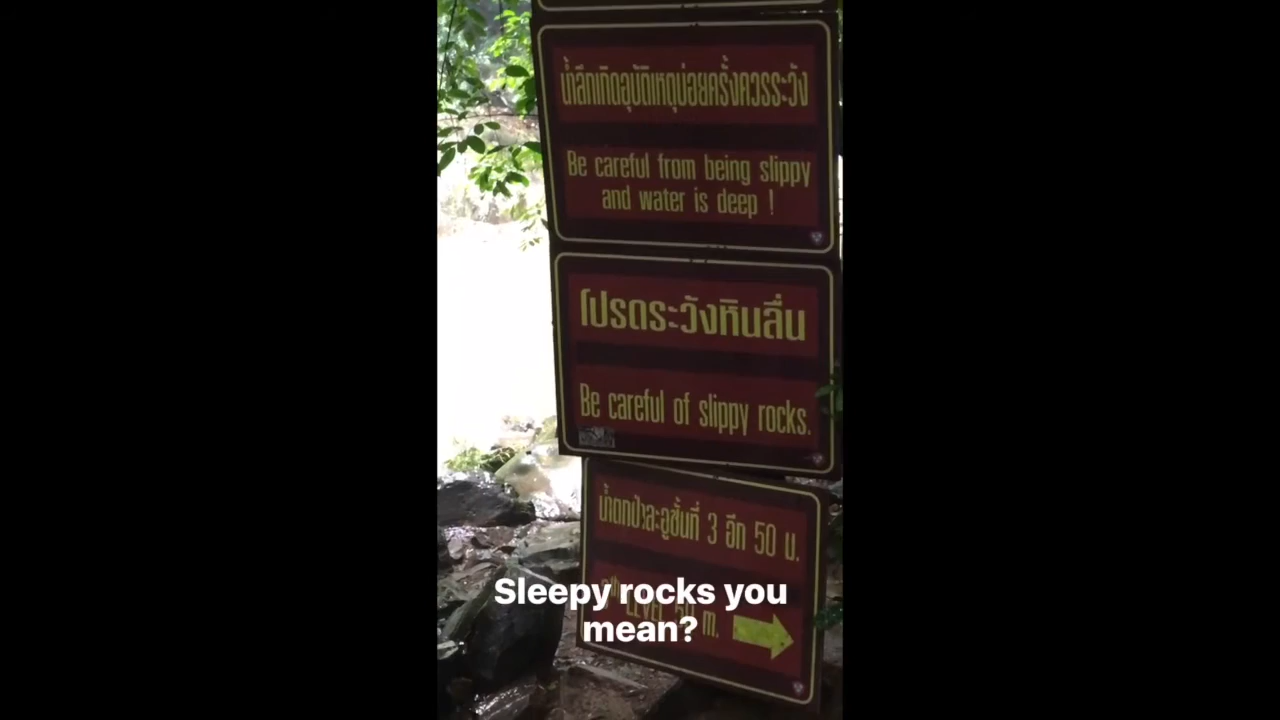 น้ำลึกเกิดอุบัติเหตุบ่อยครั้งควรระวัง
Be careful from being slippy
and water is deep !
โปรดระวังหินลื่น
Be careful of slippy rocks.
น้ำตกป่าละอูชั้นที่ 3 อีก 50 ม.
LEVEL 50 m.
Sleepy rocks you
mean?